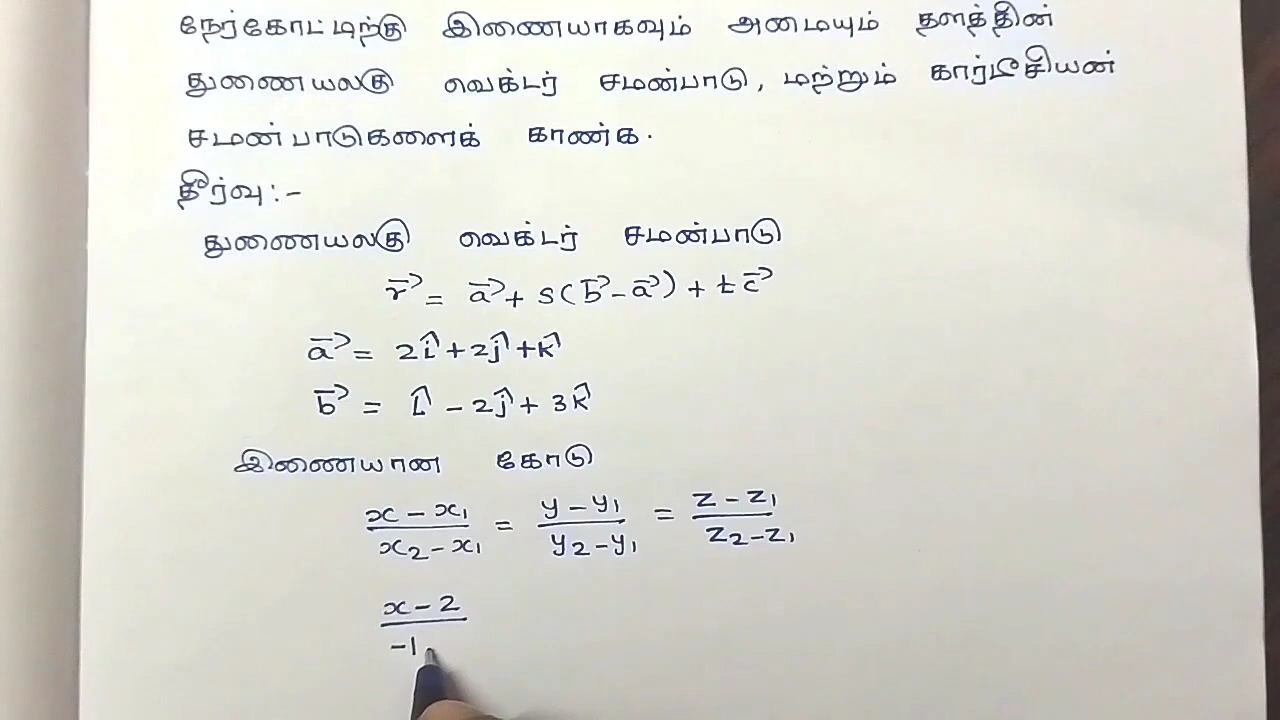 நேர்கோட்டிற்கு இணையாகவும் அமையும் தளத்தின்
துணையலகு வெக்டர் சமன்பாடு, மற்றும் கார்டீசியன்
சமன்பாடுகளைக் காண்க.
தீர்வு:-
துணையலகு வெக்டர் சமன்பாடு
r⃗ = a⃗ + s(b⃗ - a⃗) + t c⃗
a⃗ = 2î + 2ĵ + k̂
b⃗ = î - 2ĵ + 3k̂
இணையான கோடு
(x - x₁)/(x₂ - x₁) = (y - y₁)/(y₂ - y₁) = (z - z₁)/(z₂ - z₁)
(x - 2)/-1